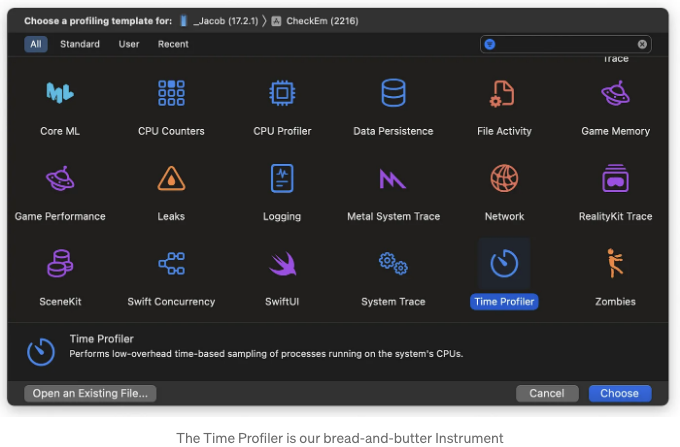 Choose a profiling template for: _Jacob (17.2.1) 〉 CheckEm (2216)
All Standard User Recent
Trace
Core ML CPU Counters CPU Profiler Data Persistence File Activity Game Memory
Game Performance Leaks Logging Metal System Trace Network RealityKit Trace
SceneKit Swift Concurrency SwiftUI System Trace Time Profiler Zombies
Time Profiler
Performs low-overhead time-based sampling of processes running on the system's CPUs.
Open an Existing File... Cancel Choose
The Time Profiler is our bread-and-butter Instrument